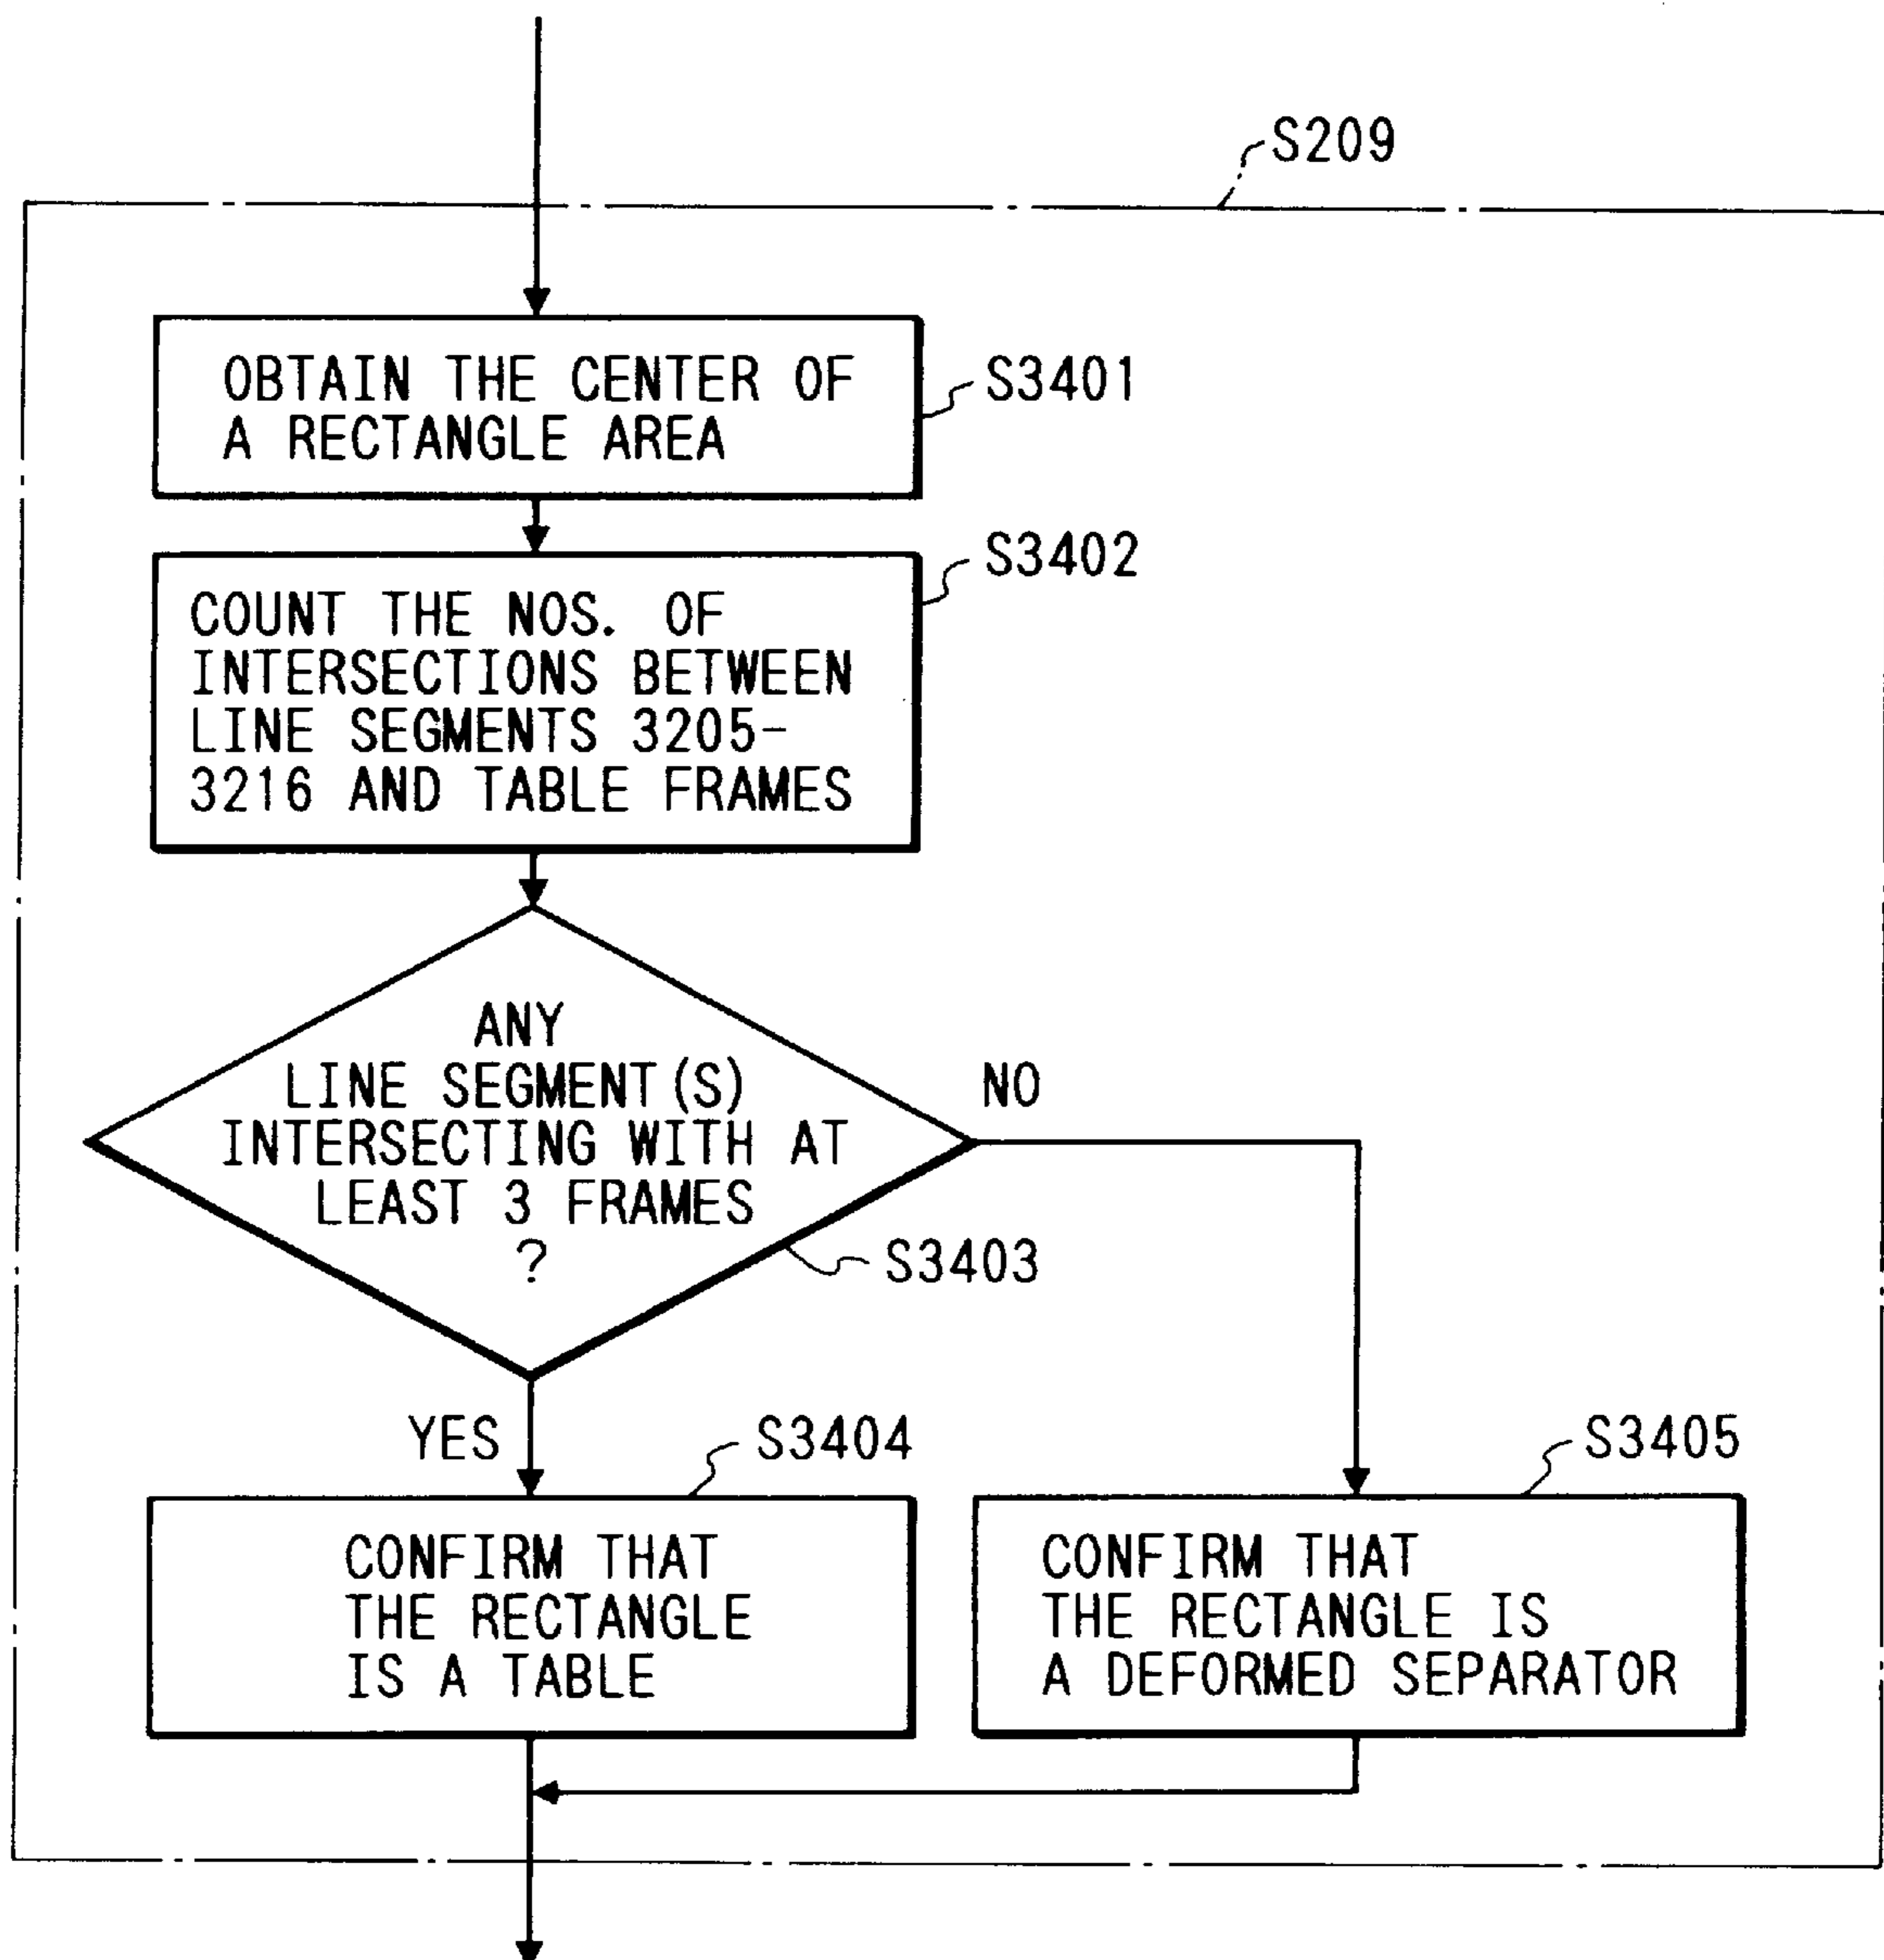 S209
OBTAIN THE CENTER OF
A RECTANGLE AREA
S3401
S3402
COUNT THE NOS. OF
INTERSECTIONS BETWEEN
LINE SEGMENTS 3205-
3216 AND TABLE FRAMES
ANY
LINE SEGMENT(S)
INTERSECTING WITH AT
LEAST 3 FRAMES
?
NO
S3403
YES
S3404
S3405
CONFIRM THAT
THE RECTANGLE
IS A TABLE
CONFIRM THAT
THE RECTANGLE IS
A DEFORMED SEPARATOR